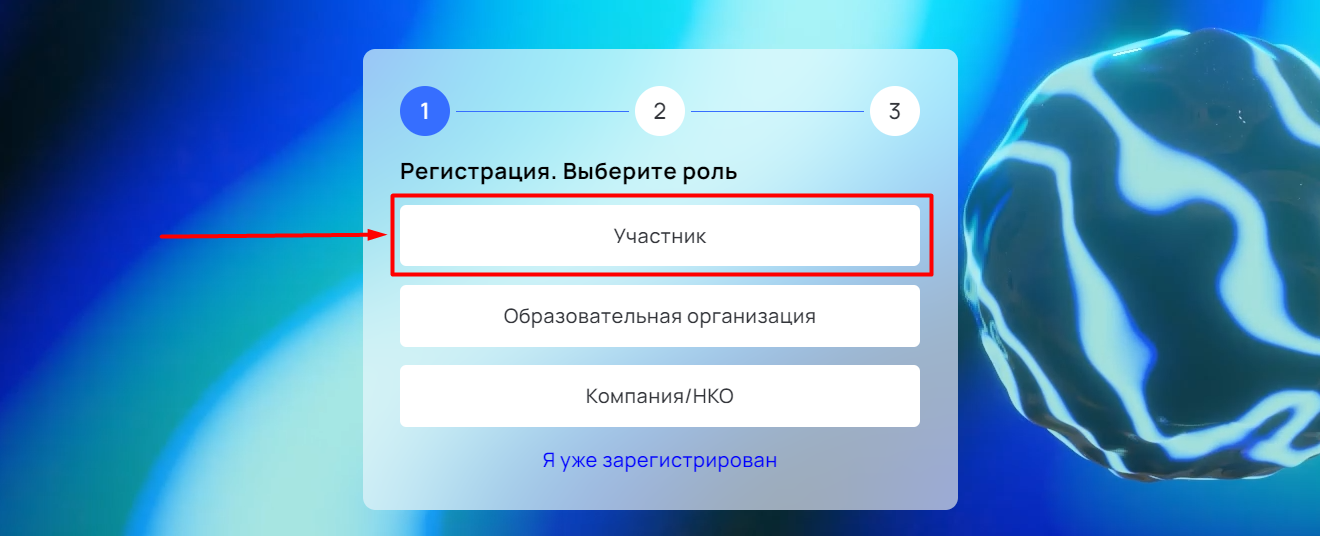 1 2 3
Регистрация. Выберите роль
Участник
Образовательная организация
Компания/НКО
Я уже зарегистрирован